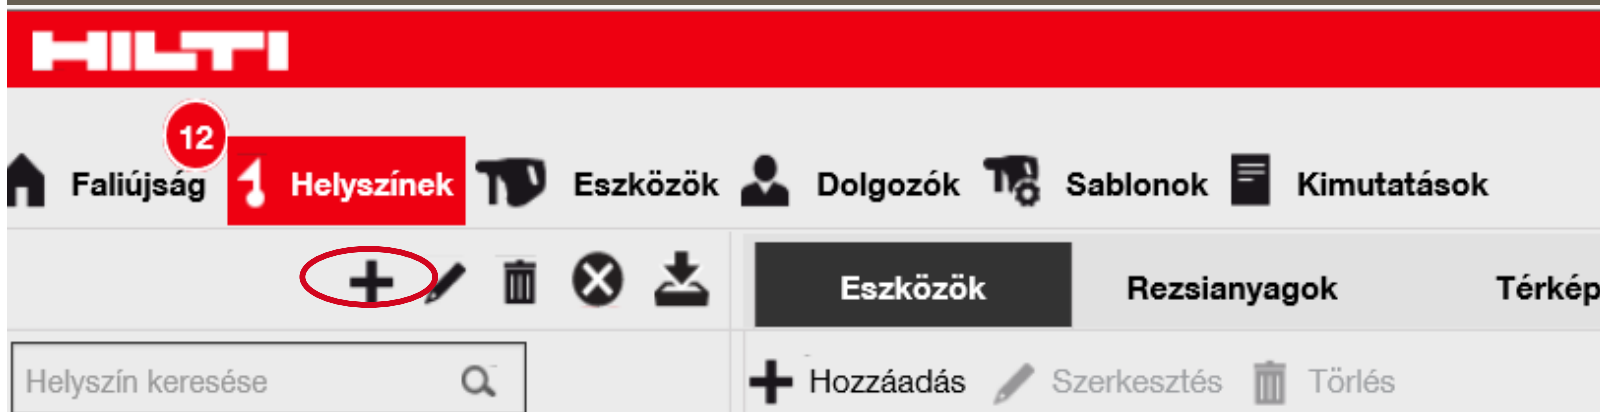 HILTI
12
Faliújság Helyszínek Eszközök Dolgozók Sablonok Kimutatások
Eszközök Rezsianyagok Térkép
Helyszín keresése Hozzáadás Szerkesztés Törlés